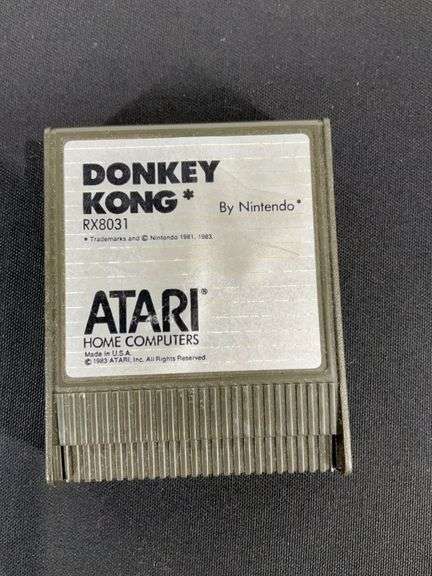 DONKEY
KONG* By Nintendo*
RX8031
* Trademarks and © Nintendo 1981, 1983.
ATARI®
HOME COMPUTERS
Made in U.S.A.
© 1983 ATARI, Inc. All Rights Reserved.